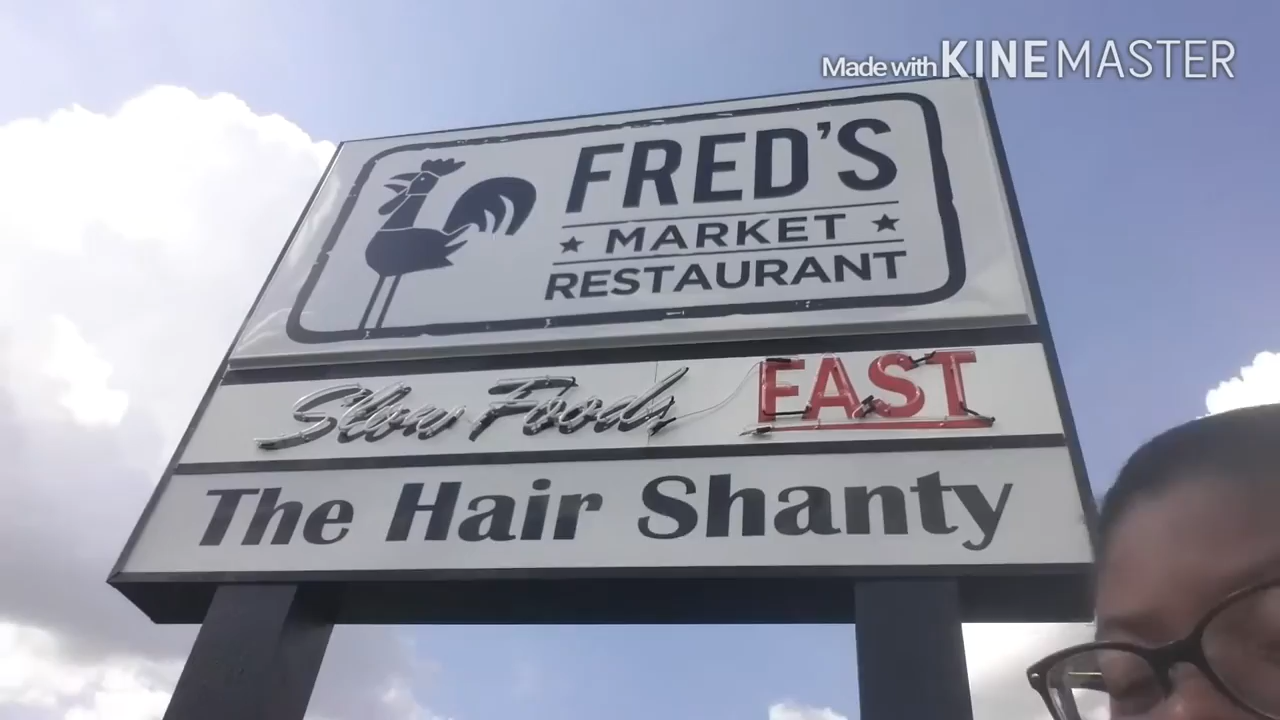 Made with KINEMASTER
FRED'S
MARKET
RESTAURANT
Slow Foods FAST
The Hair Shanty